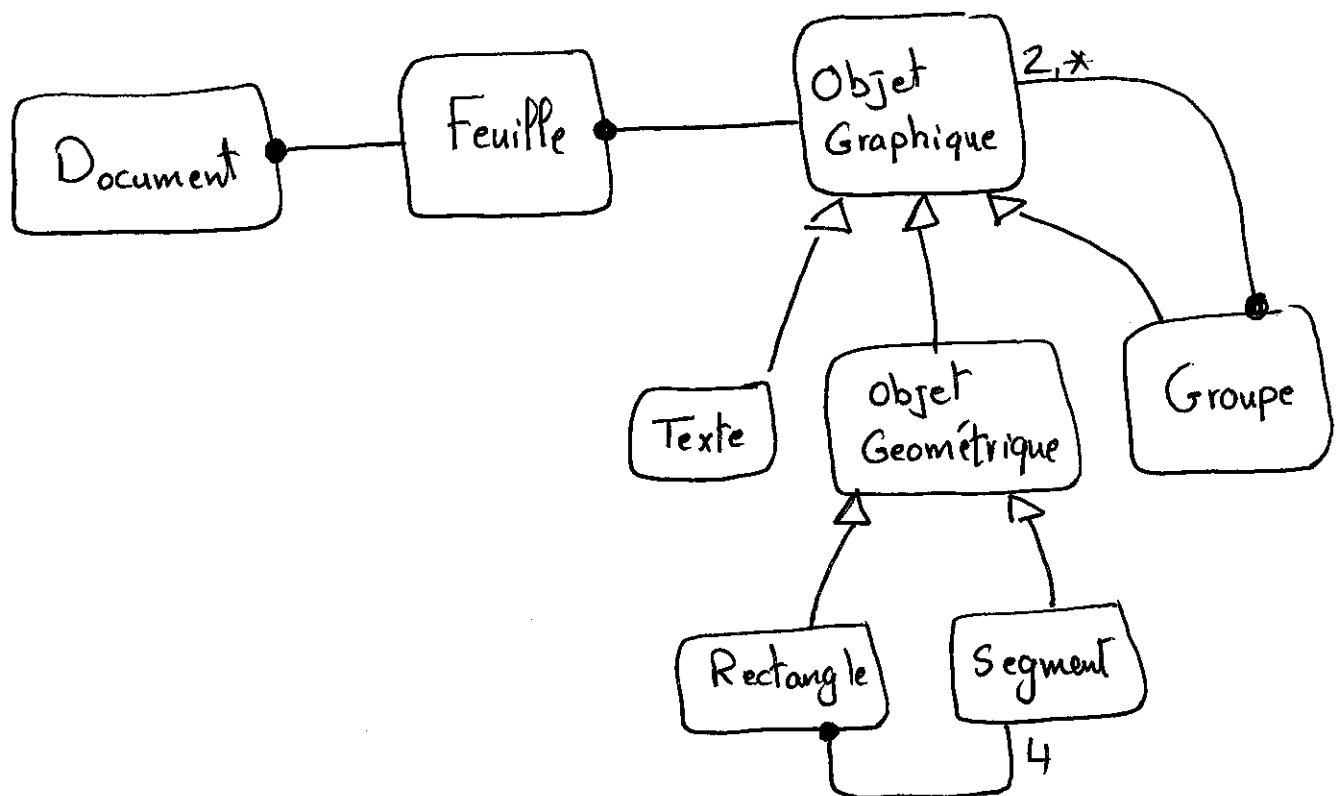 Document
Feuille
Objet
Graphique
2,*
Texte
Objet
Geométrique
Groupe
Rectangle
Segment
4